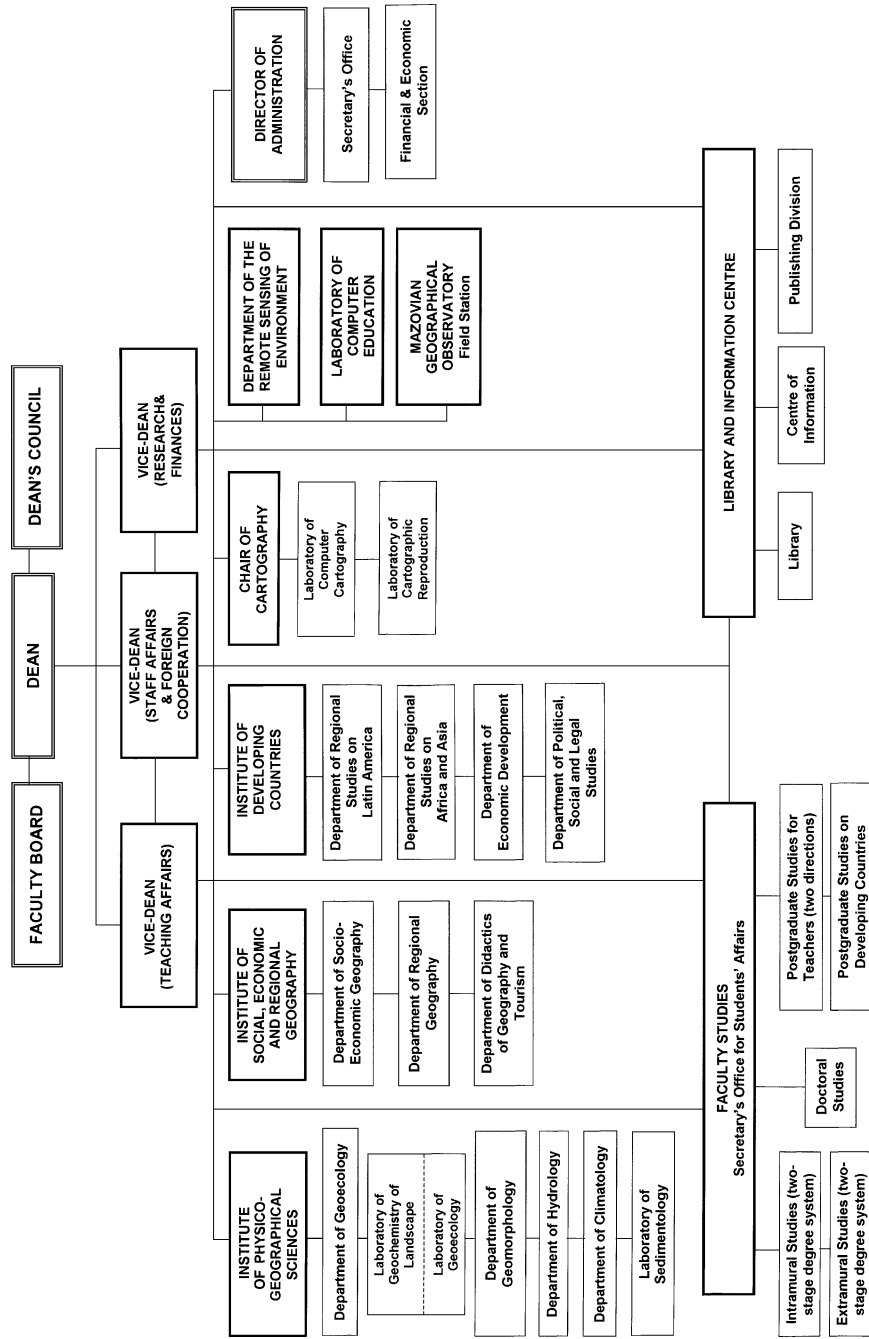 FACULTY BOARD
DEAN
DEAN'S COUNCIL
VICE-DEAN
(TEACHING AFFAIRS)
VICE-DEAN
(STAFF AFFAIRS
& FOREIGN
COOPERATION)
VICE-DEAN
(RESEARCH&
FINANCES)
INSTITUTE
OF PHYSICO-
GEOGRAPHICAL
SCIENCES
Department of Geoecology
Laboratory of
Geochemistry of
Landscape
Laboratory of
Geoecology
Department of
Geomorphology
Department of Hydrology
Department of Climatology
Laboratory of
Sedimentology
INSTITUTE OF
SOCIAL, ECONOMIC
AND REGIONAL
GEOGRAPHY
Department of Socio-
Economic Geography
Department of Regional
Geography
Department of Didactics
of Geography and
Tourism
INSTITUTE OF
DEVELOPING
COUNTRIES
Department of Regional
Studies on
Latin America
Department of Regional
Studies on
Africa and Asia
Department of
Economic Development
Department of Political,
Social and Legal
Studies
CHAIR OF
CARTOGRAPHY
Laboratory of
Computer
Cartography
Laboratory of
Cartographic
Reproduction
DEPARTMENT OF THE
REMOTE SENSING OF
ENVIRONMENT
LABORATORY OF
COMPUTER
EDUCATION
MAZOVIAN
GEOGRAPHICAL
OBSERVATORY
Field Station
DIRECTOR OF
ADMINISTRATION
Secretary's Office
Financial & Economic
Section
FACULTY STUDIES
Secretary's Office for Students' Affairs
Intramural Studies (two-
stage degree system)
Extramural Studies (two-
stage degree system)
Doctoral
Studies
Postgraduate Studies for
Teachers (two directions)
Postgraduate Studies on
Developing Countries
LIBRARY AND INFORMATION CENTRE
Library
Centre of
Information
Publishing Division